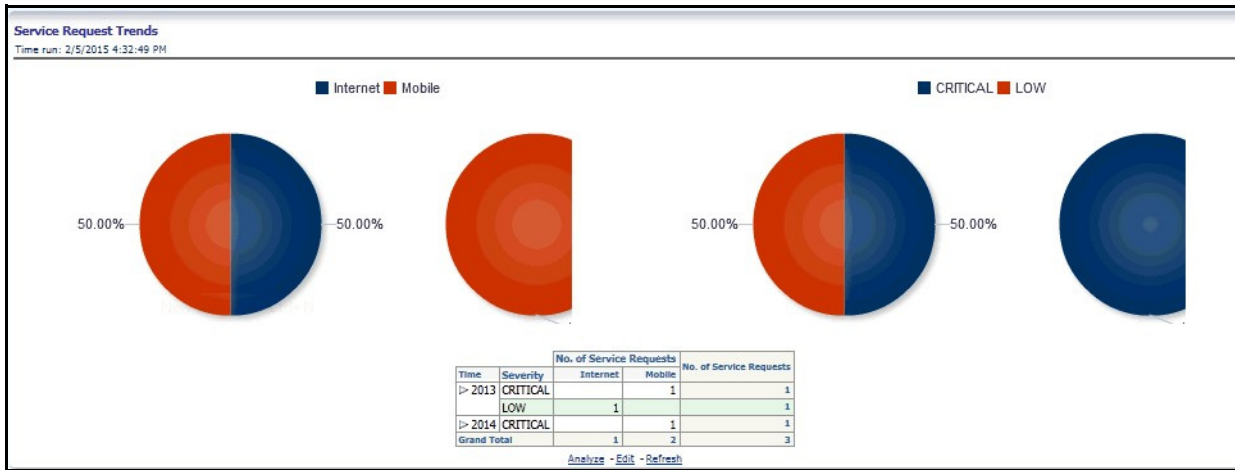 Service Request Trends
Time run: 2/5/2015 4:32:49 PM
Internet Mobile
CRITICAL LOW
50.00% 50.00%
50.00% 50.00%
No. of Service Requests No. of Service Requests
Time Severity Internet Mobile
2013 CRITICAL 1 1
LOW 1 1
2014 CRITICAL 1 1
Grand Total 1 2 3
Analyze - Edit - Refresh